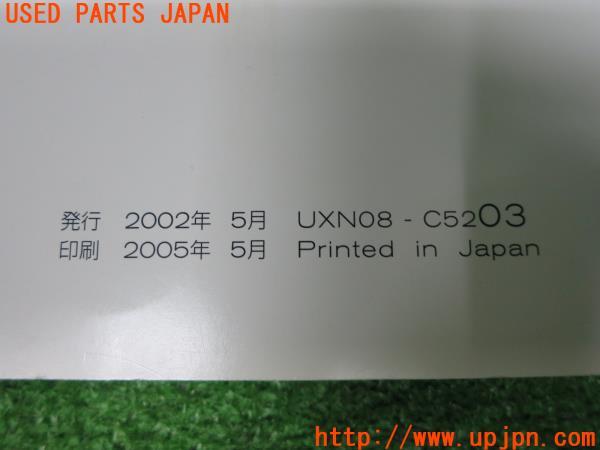 USED PARTS JAPAN
発行 2002年 5月 UXN08 - C5203
印刷 2005年 5月 Printed in Japan
http://www.upjpn.com/